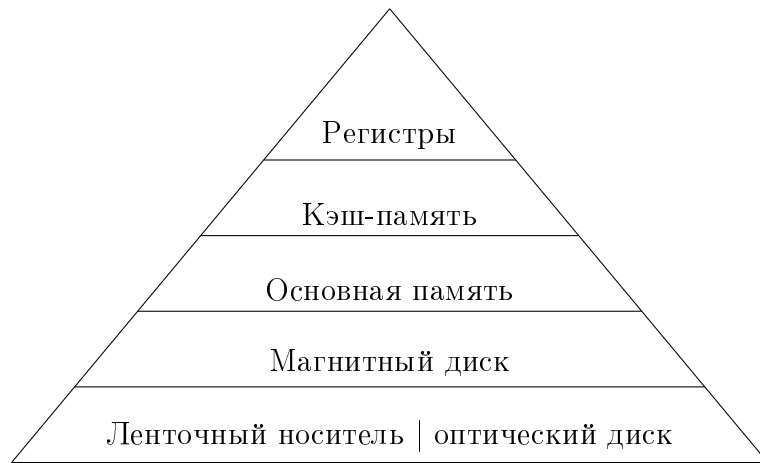 Регистры
Кэш-память
Основная память
Магнитный диск
Ленточный носитель | оптический диск